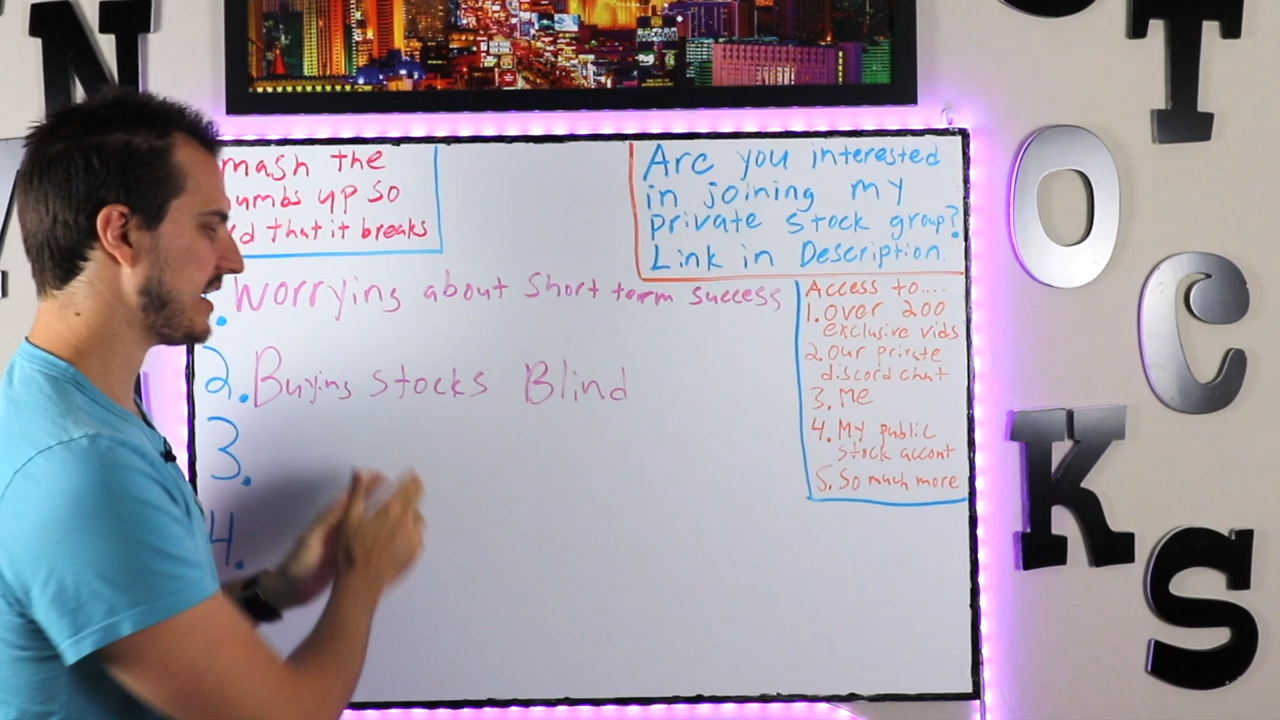 mash the
umbs up so
d that it breaks
Are you interested
in joining my
private stock group?
Link in Description.
Worrying about Short term success
2. Buying stocks Blind
3.
4.
Access to....
1. Over 200
exclusive vids
2. Our private
discord chat
3. Me
4. My public
stock accont
5. So much more
N
T
O
C
K
S